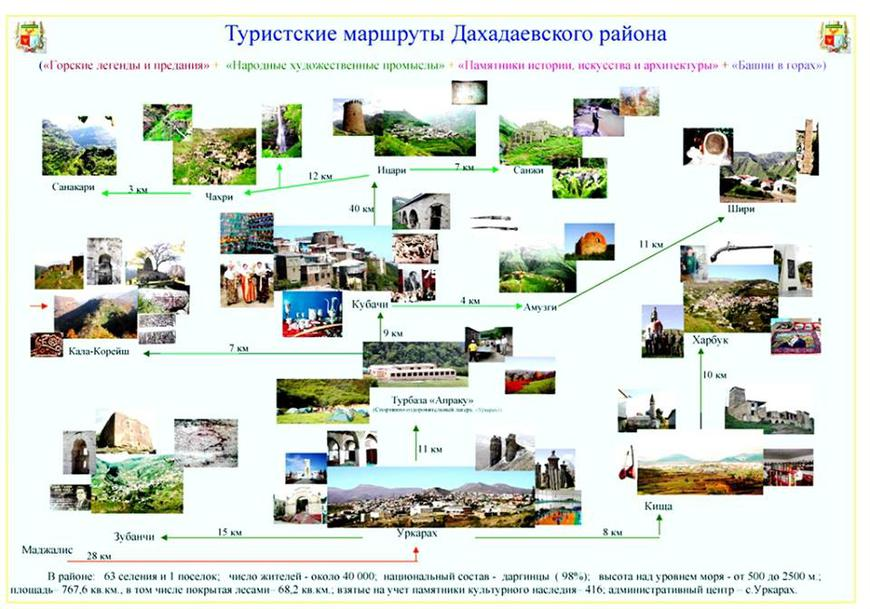 Туристские маршруты Дахадаевского района
(«Горские легенды и предания» + «Народные художественные промыслы» + «Памятники истории, искусства и архитектуры» + «Башни в горах»)
Санакари
3 км
Чахри
12 км
Ицари
7 км
Санжи
Шири
40 км
11 км
Кубачи
4 км
Амузги
9 км
Кала-Корейш
7 км
Харбук
10 км
Турбаза «Апраку»
(Спортивно-оздоровительный лагерь «Уркарах»)
11 км
Кища
Зубанчи
15 км
Уркарах
8 км
Маджалис
28 км
В районе: 63 селения и 1 поселок; число жителей - около 40 000; национальный состав - даргинцы ( 98%); высота над уровнем моря - от 500 до 2500 м.;
площадь– 767,6 кв.км., в том числе покрытая лесами– 68,2 кв.км.; взятые на учет памятники культурного наследия– 416; административный центр – с.Уркарах.